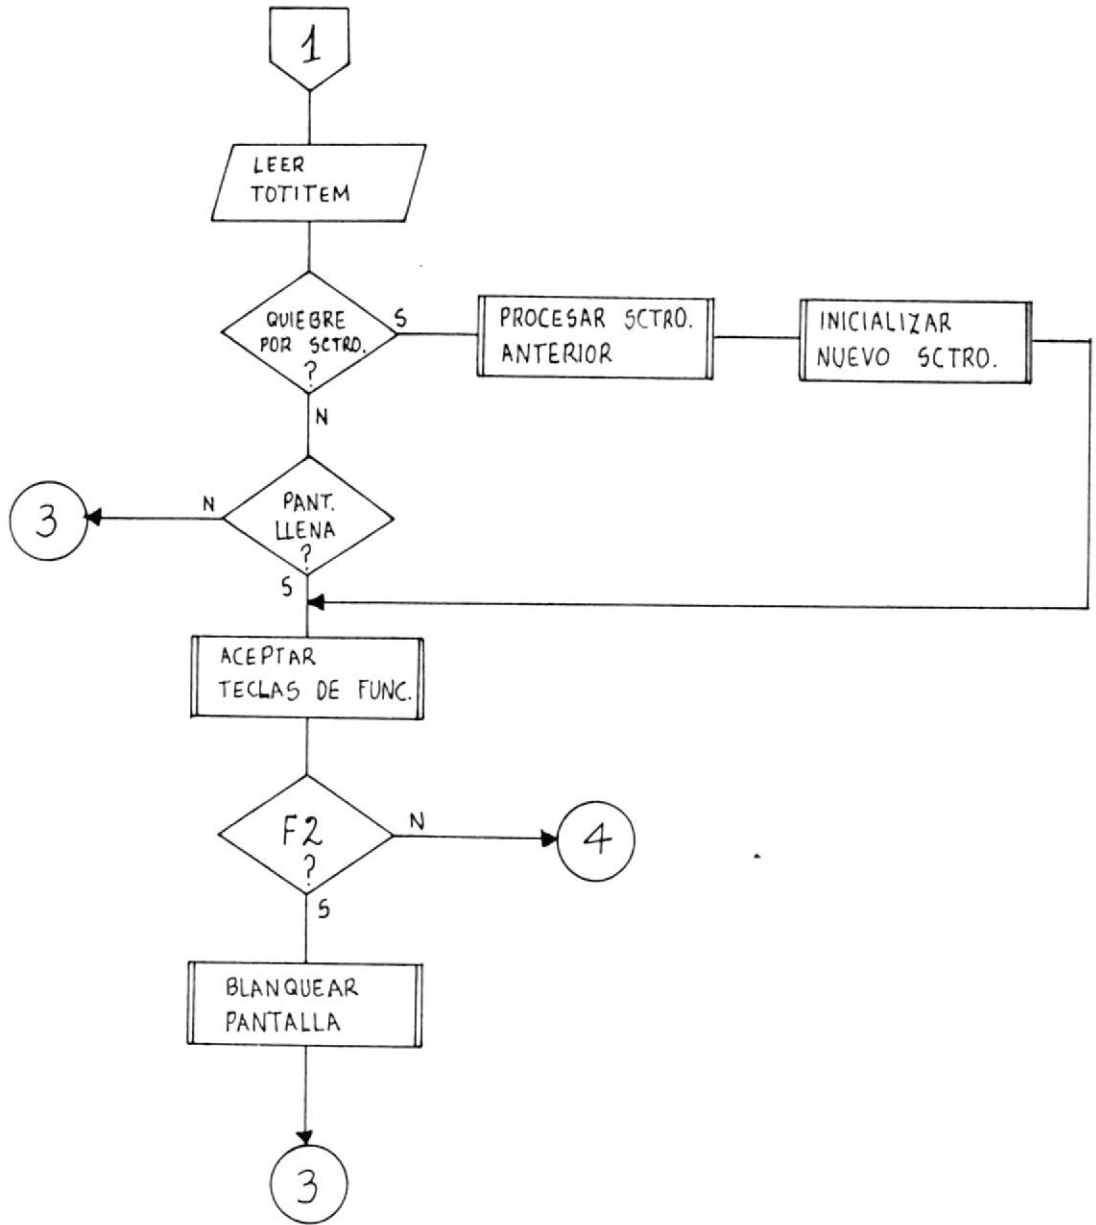 1
LEER
TOTITEM
QUIEBRE
POR SCTRO.
?
S
PROCESAR SCTRO.
ANTERIOR
INICIALIZAR
NUEVO SCTRO.
N
3
N
PANT.
LLENA
?
S
ACEPTAR
TECLAS DE FUNC.
F2
?
N
4
S
BLANQUEAR
PANTALLA
3